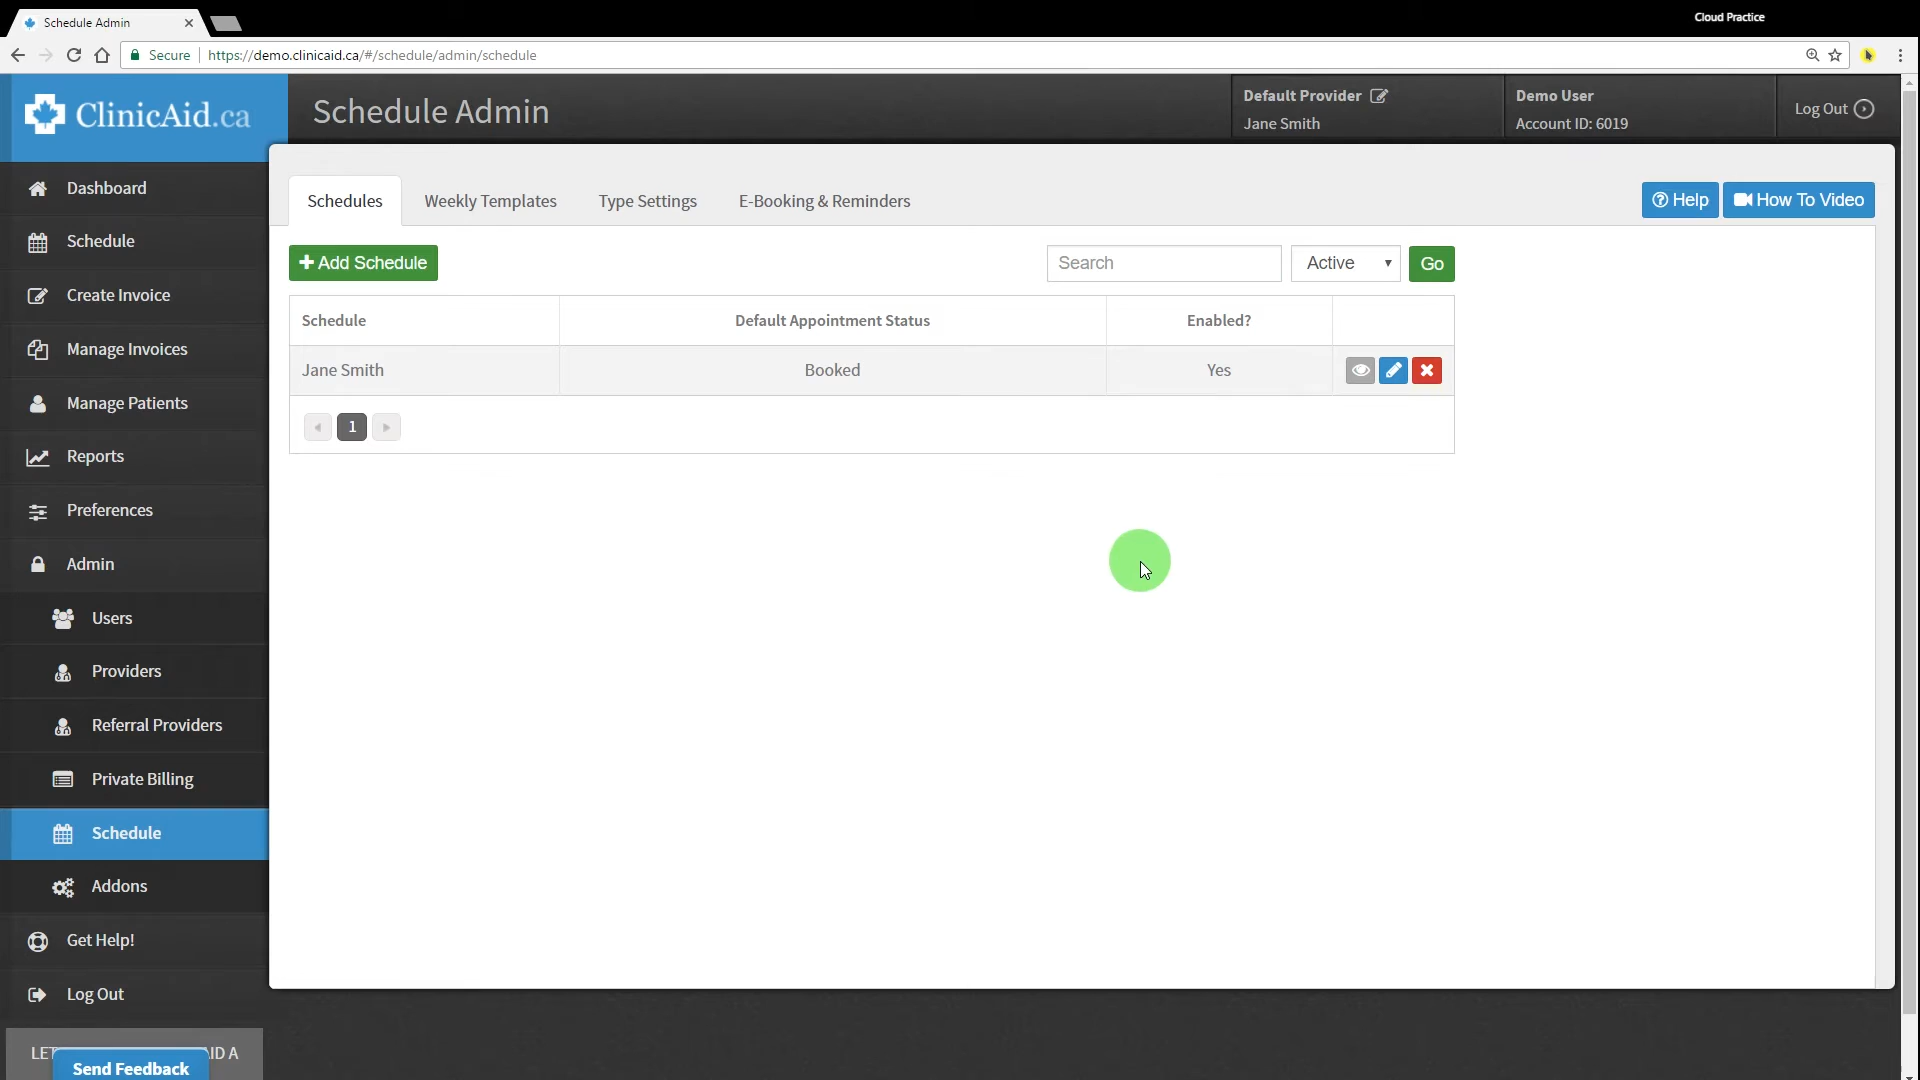 Schedule Admin
Cloud Practice
Secure
https://demo.clinicaid.ca/#/schedule/admin/schedule
ClinicAid.ca
Schedule Admin
Default Provider
Jane Smith
Demo User
Account ID: 6019
Log Out
Dashboard
Schedule
Create Invoice
Manage Invoices
Manage Patients
Reports
Preferences
Admin
Users
Providers
Referral Providers
Private Billing
Schedule
Addons
Get Help!
Log Out
LET
AID A
Send Feedback
Schedules
Weekly Templates
Type Settings
E-Booking & Reminders
Help
How To Video
Add Schedule
Search
Active
Go
Schedule
Default Appointment Status
Enabled?
Jane Smith
Booked
Yes
1